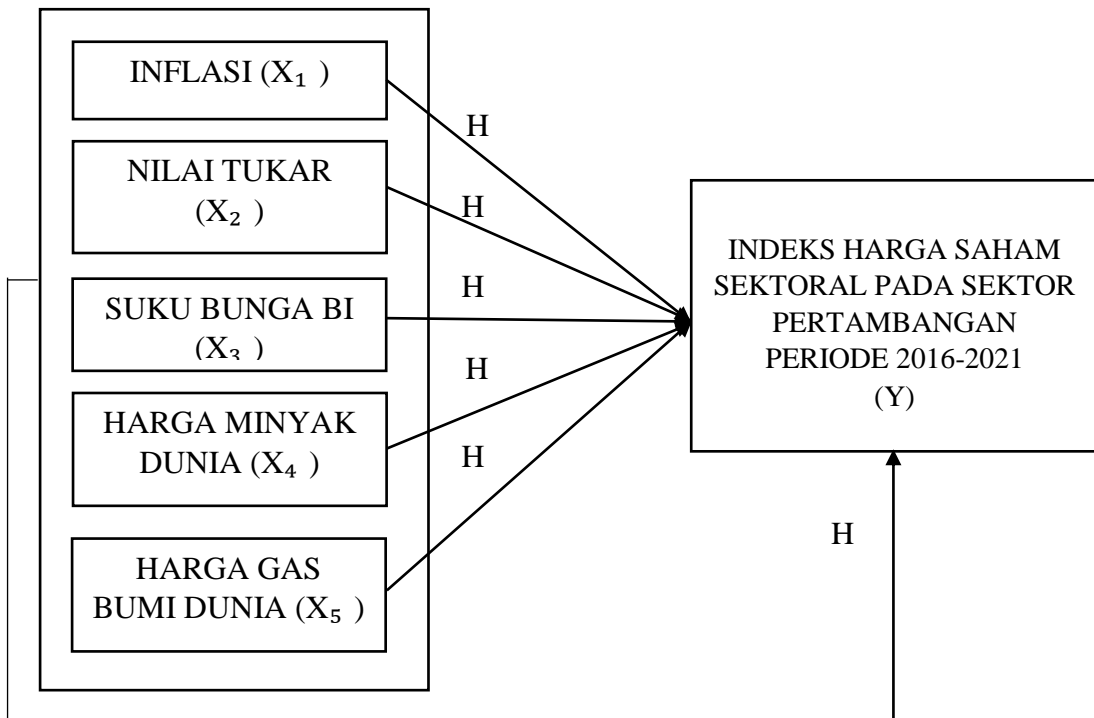 INFLASI (X₁ )
H
NILAI TUKAR
(X₂ )
H
SUKU BUNGA BI
(X₃ )
H
HARGA MINYAK
DUNIA (X₄ )
H
HARGA GAS
BUMI DUNIA (X₅ )
H
INDEKS HARGA SAHAM
SEKTORAL PADA SEKTOR
PERTAMBANGAN
PERIODE 2016-2021
(Y)
H